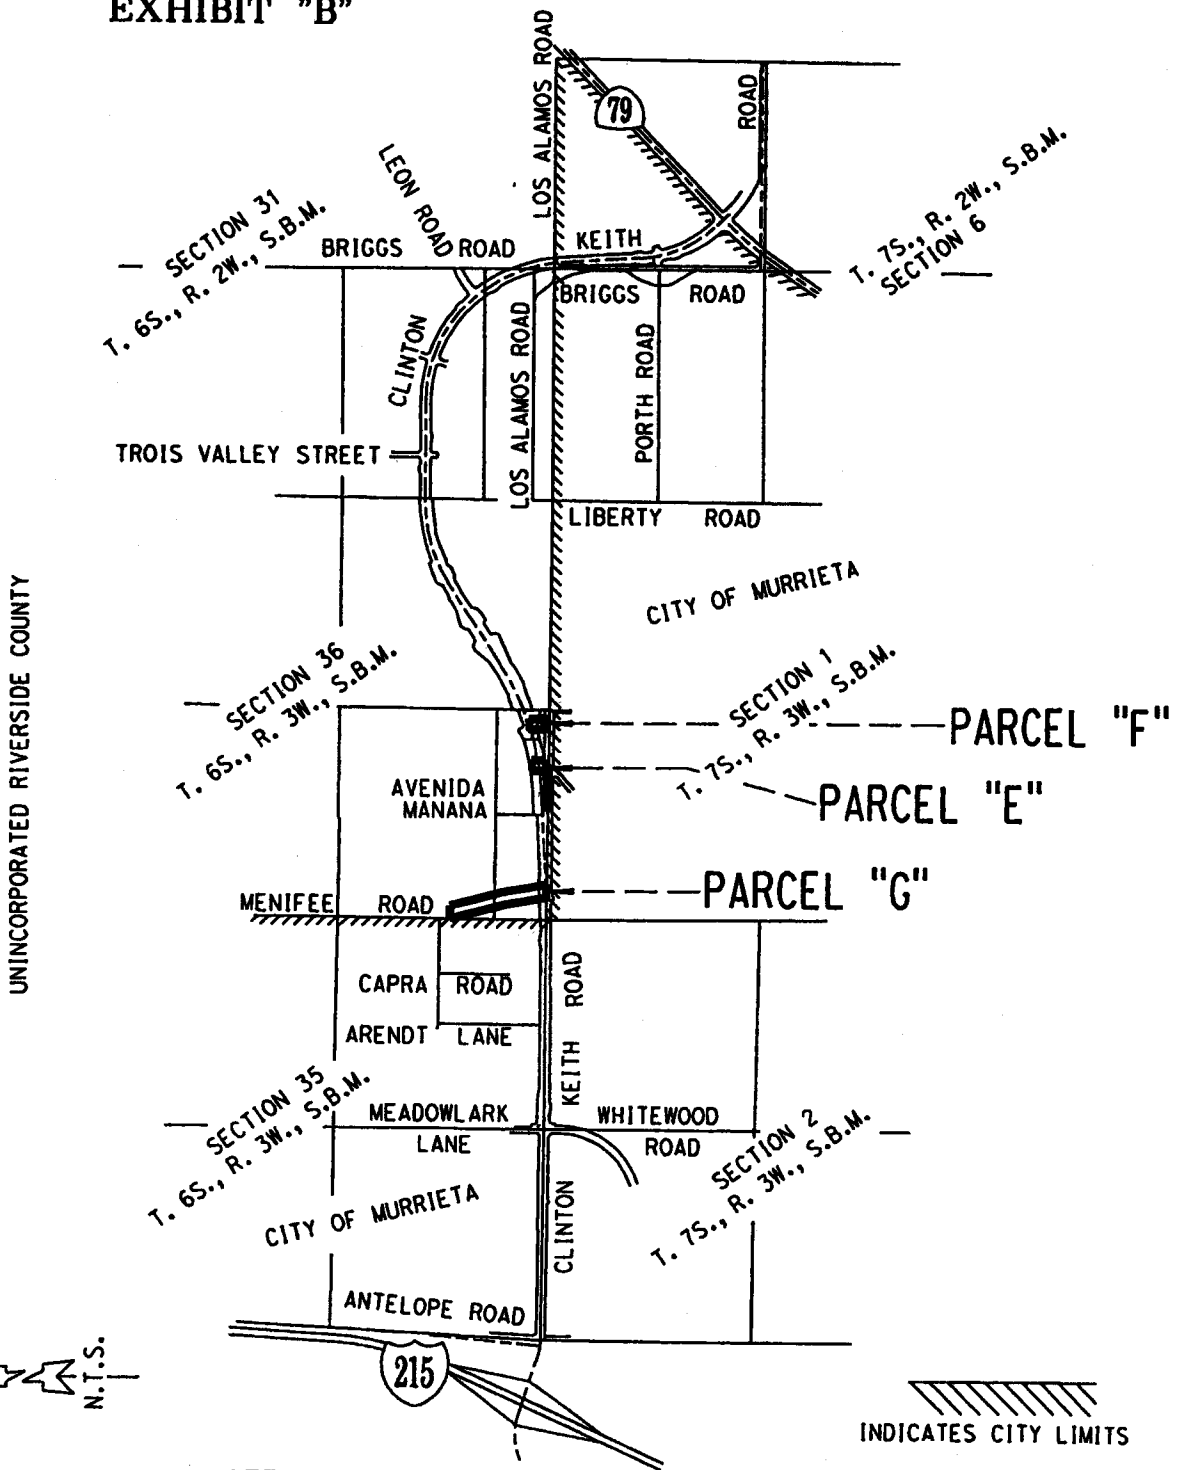 EXHIBIT "B"
LOS ALAMOS ROAD
79
ROAD
LEON ROAD
SECTION 31
T. 6S., R. 2W., S.B.M.
BRIGGS ROAD
KEITH
T. 7S., R. 2W., S.B.M.
SECTION 6
BRIGGS ROAD
CLINTON
LOS ALAMOS ROAD
PORTH ROAD
TROIS VALLEY STREET
LIBERTY ROAD
UNINCORPORATED RIVERSIDE COUNTY
CITY OF MURRIETA
SECTION 36
T. 6S., R. 3W., S.B.M.
SECTION 1
T. 7S., R. 3W., S.B.M.
PARCEL "F"
AVENIDA
MANANA
PARCEL "E"
PARCEL "G"
MENIFEE ROAD
CAPRA ROAD
ARENDT LANE
KEITH ROAD
SECTION 35
T. 6S., R. 3W., S.B.M.
MEADOWLARK
LANE
WHITEWOOD
ROAD
SECTION 2
T. 7S., R. 3W., S.B.M.
CITY OF MURRIETA
CLINTON
ANTELOPE ROAD
N.T.S.
215
INDICATES CITY LIMITS